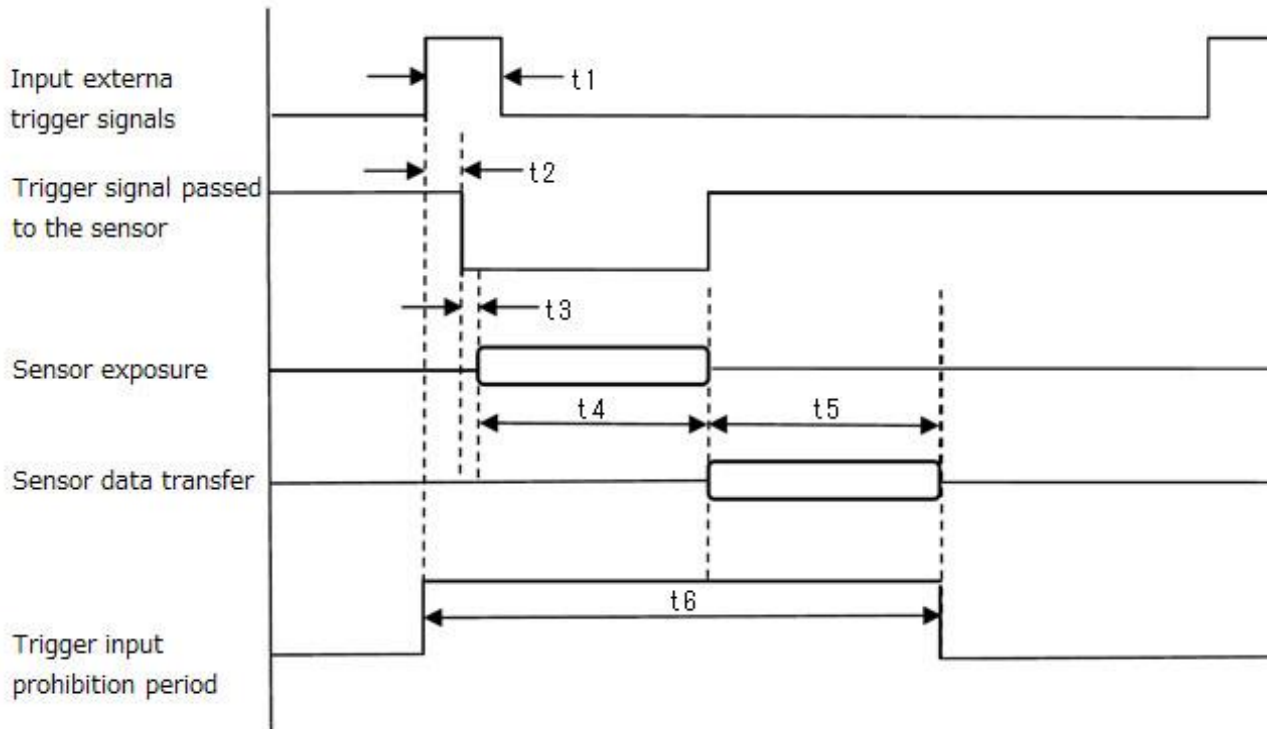 Input externa
trigger signals
t1
t2
Trigger signal passed
to the sensor
t3
Sensor exposure
t4
t5
Sensor data transfer
t6
Trigger input
prohibition period